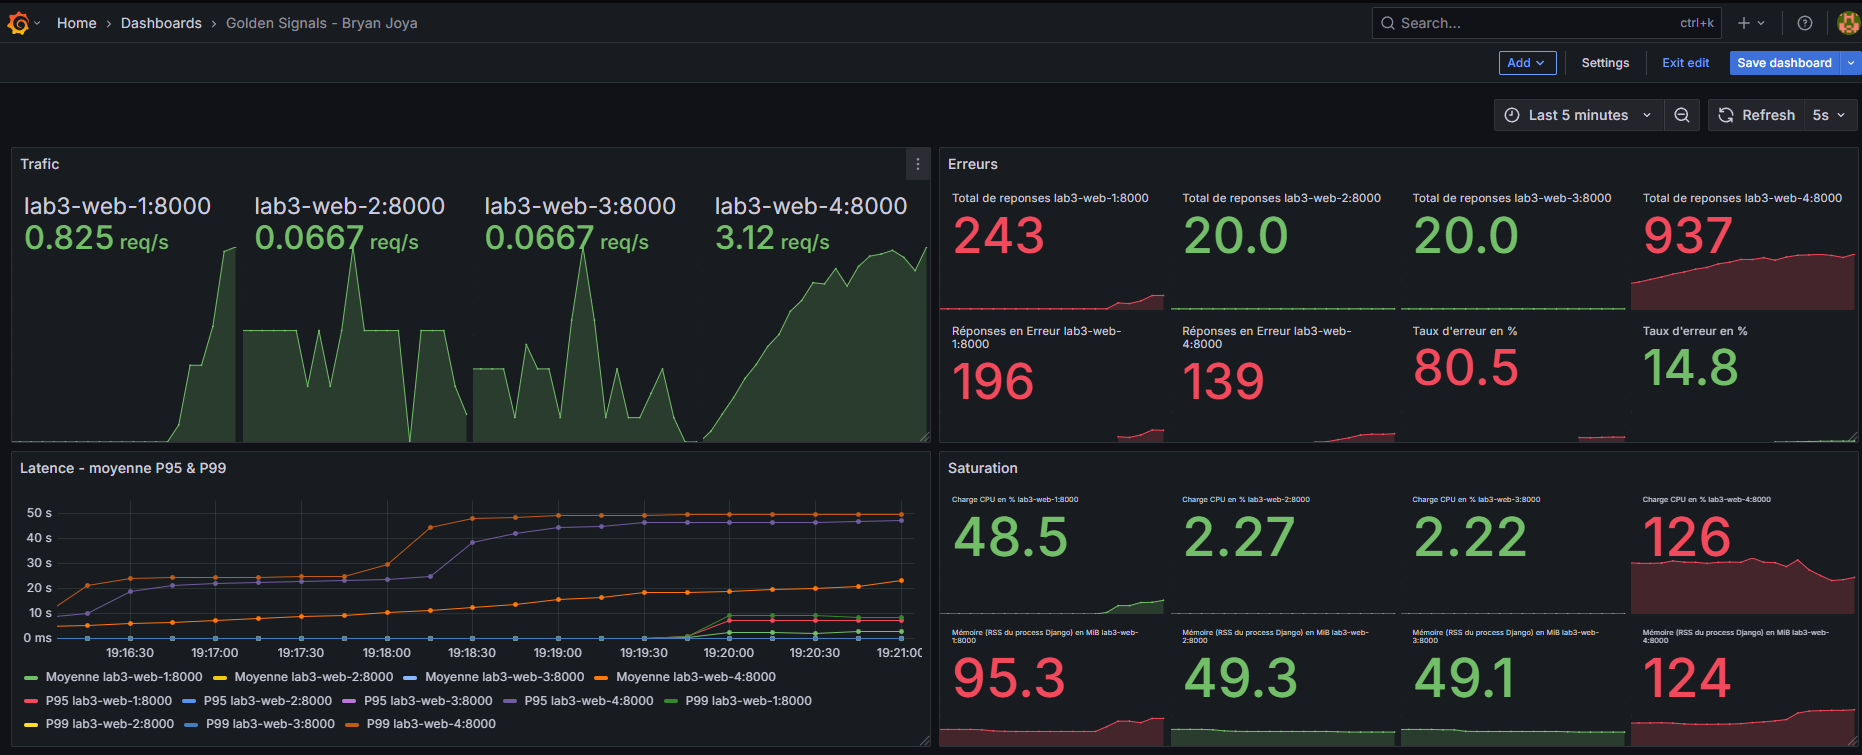 Home › Dashboards › Golden Signals - Bryan Joya
Search... ctrl+k
Add Settings Exit edit Save dashboard
Last 5 minutes Refresh 5s
Trafic
lab3-web-1:8000 lab3-web-2:8000 lab3-web-3:8000 lab3-web-4:8000
0.825 req/s 0.0667 req/s 0.0667 req/s 3.12 req/s
Erreurs
Total de reponses lab3-web-1:8000 Total de reponses lab3-web-2:8000 Total de reponses lab3-web-3:8000 Total de reponses lab3-web-4:8000
243 20.0 20.0 937
Réponses en Erreur lab3-web-1:8000 Réponses en Erreur lab3-web-4:8000 Taux d'erreur en % Taux d'erreur en %
196 139 80.5 14.8
Latence - moyenne P95 & P99
50 s
40 s
30 s
20 s
10 s
0 ms
19:16:30 19:17:00 19:17:30 19:18:00 19:18:30 19:19:00 19:19:30 19:20:00 19:20:30 19:21:00
Moyenne lab3-web-1:8000 Moyenne lab3-web-2:8000 Moyenne lab3-web-3:8000 Moyenne lab3-web-4:8000
P95 lab3-web-1:8000 P95 lab3-web-2:8000 P95 lab3-web-3:8000 P95 lab3-web-4:8000 P99 lab3-web-1:8000
P99 lab3-web-2:8000 P99 lab3-web-3:8000 P99 lab3-web-4:8000
Saturation
Charge CPU en % lab3-web-1:8000 Charge CPU en % lab3-web-2:8000 Charge CPU en % lab3-web-3:8000 Charge CPU en % lab3-web-4:8000
48.5 2.27 2.22 126
Mémoire (RSS du process Django) en MiB lab3-web-1:8000 Mémoire (RSS du process Django) en MiB lab3-web-2:8000 Mémoire (RSS du process Django) en MiB lab3-web-3:8000 Mémoire (RSS du process Django) en MiB lab3-web-4:8000
95.3 49.3 49.1 124